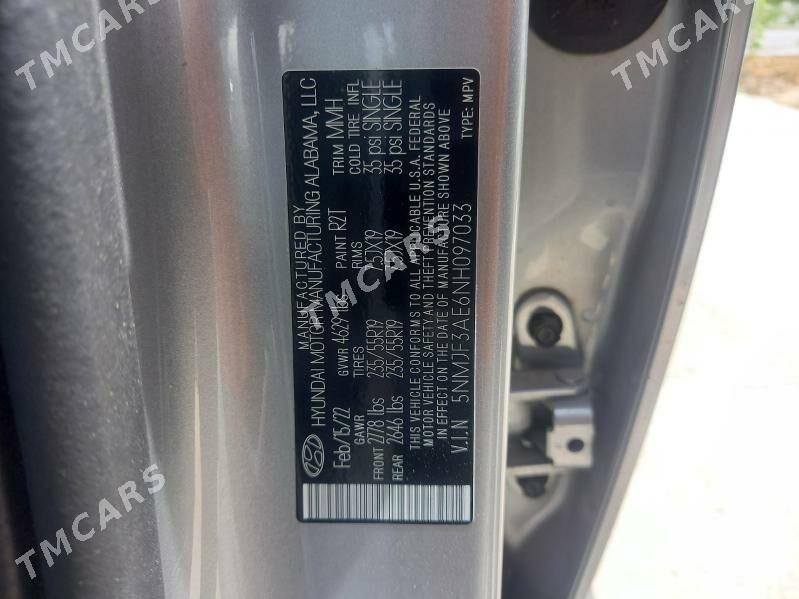 MANUFACTURED BY
HYUNDAI MOTOR MANUFACTURING ALABAMA, LLC
Feb/15/22 GVWR 4629 lbs PAINT R2T TRIM MMH
GAWR TIRES RIMS COLD TIRE INFL
FRONT 2778 lbs 235/55R19 7.5JX19 35 psi SINGLE
REAR 2646 lbs 235/55R19 7.5JX19 35 psi SINGLE
THIS VEHICLE CONFORMS TO ALL APPLICABLE U.S.A. FEDERAL
MOTOR VEHICLE SAFETY AND THEFT PREVENTION STANDARDS
IN EFFECT ON THE DATE OF MANUFACTURE SHOWN ABOVE
V.I.N 5NMJF3AE6NH097033 TYPE: MPV
TMCARS
TMCARS
TMCARS
TMCARS
TMCARS